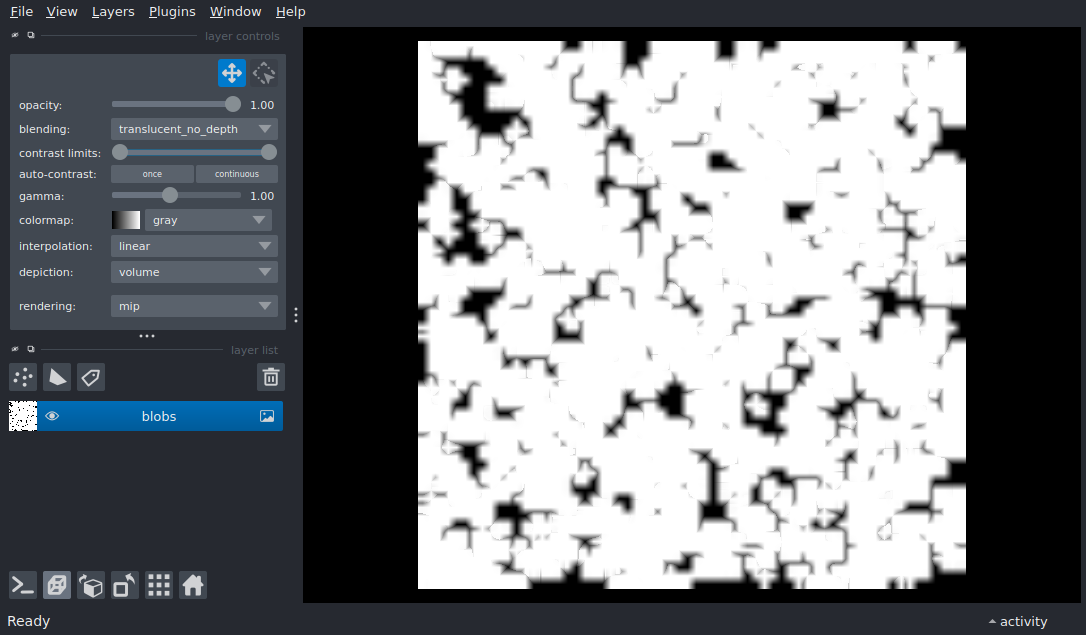 File View Layers Plugins Window Help
layer controls
opacity: 1.00
blending: translucent_no_depth
contrast limits:
auto-contrast: once continuous
gamma: 1.00
colormap: gray
interpolation: linear
depiction: volume
rendering: mip
layer list
blobs
Ready activity